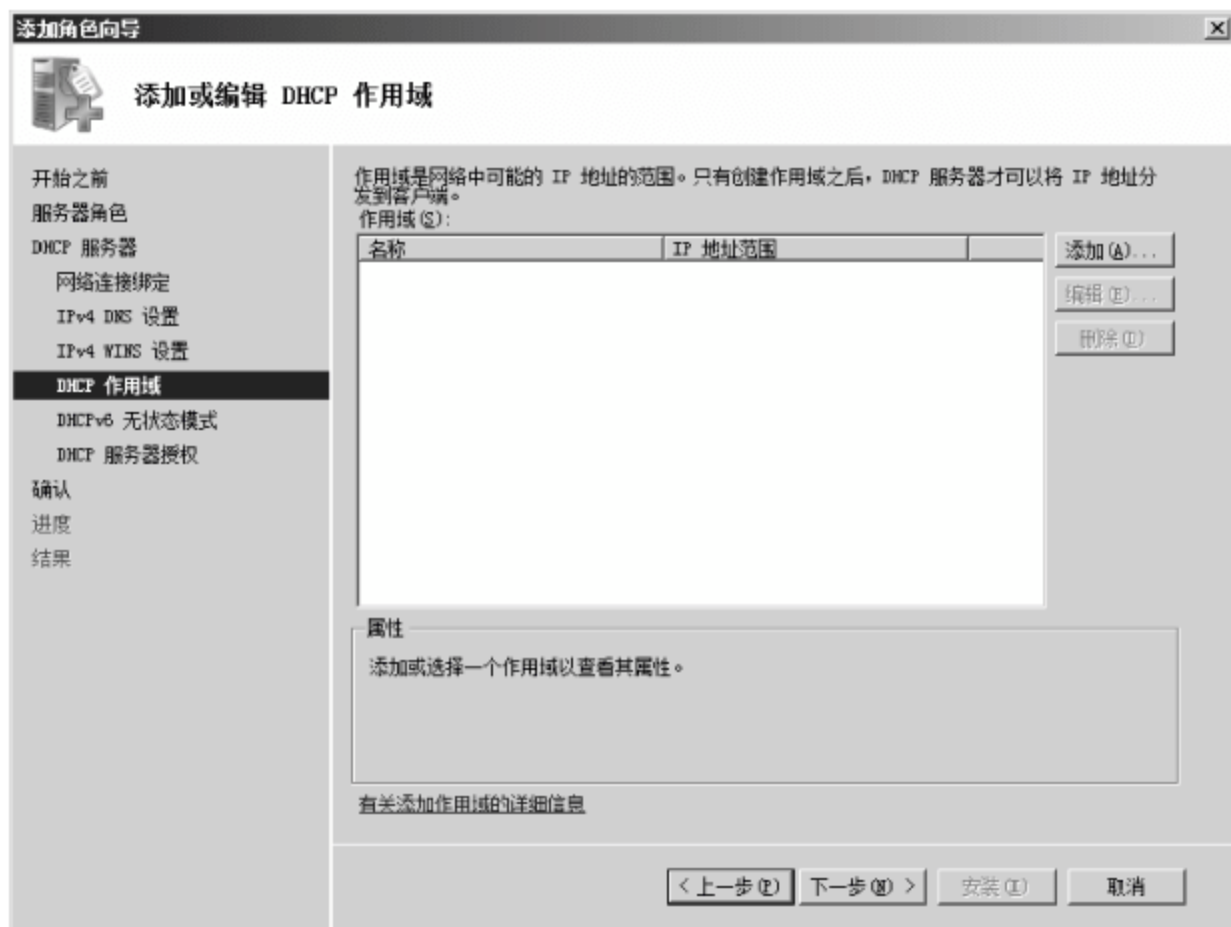 添加角色向导
添加或编辑 DHCP 作用域
开始之前
服务器角色
DHCP 服务器
网络连接绑定
IPv4 DNS 设置
IPv4 WINS 设置
DHCP 作用域
DHCPv6 无状态模式
DHCP 服务器授权
确认
进度
结果
作用域是网络中可能的 IP 地址的范围。只有创建作用域之后，DHCP 服务器才可以将 IP 地址分
发到客户端。
作用域(S):
名称 IP 地址范围
添加(A)...
编辑(E)...
删除(D)
属性
添加或选择一个作用域以查看其属性。
有关添加作用域的详细信息
< 上一步(P) 下一步(N) > 安装(I) 取消